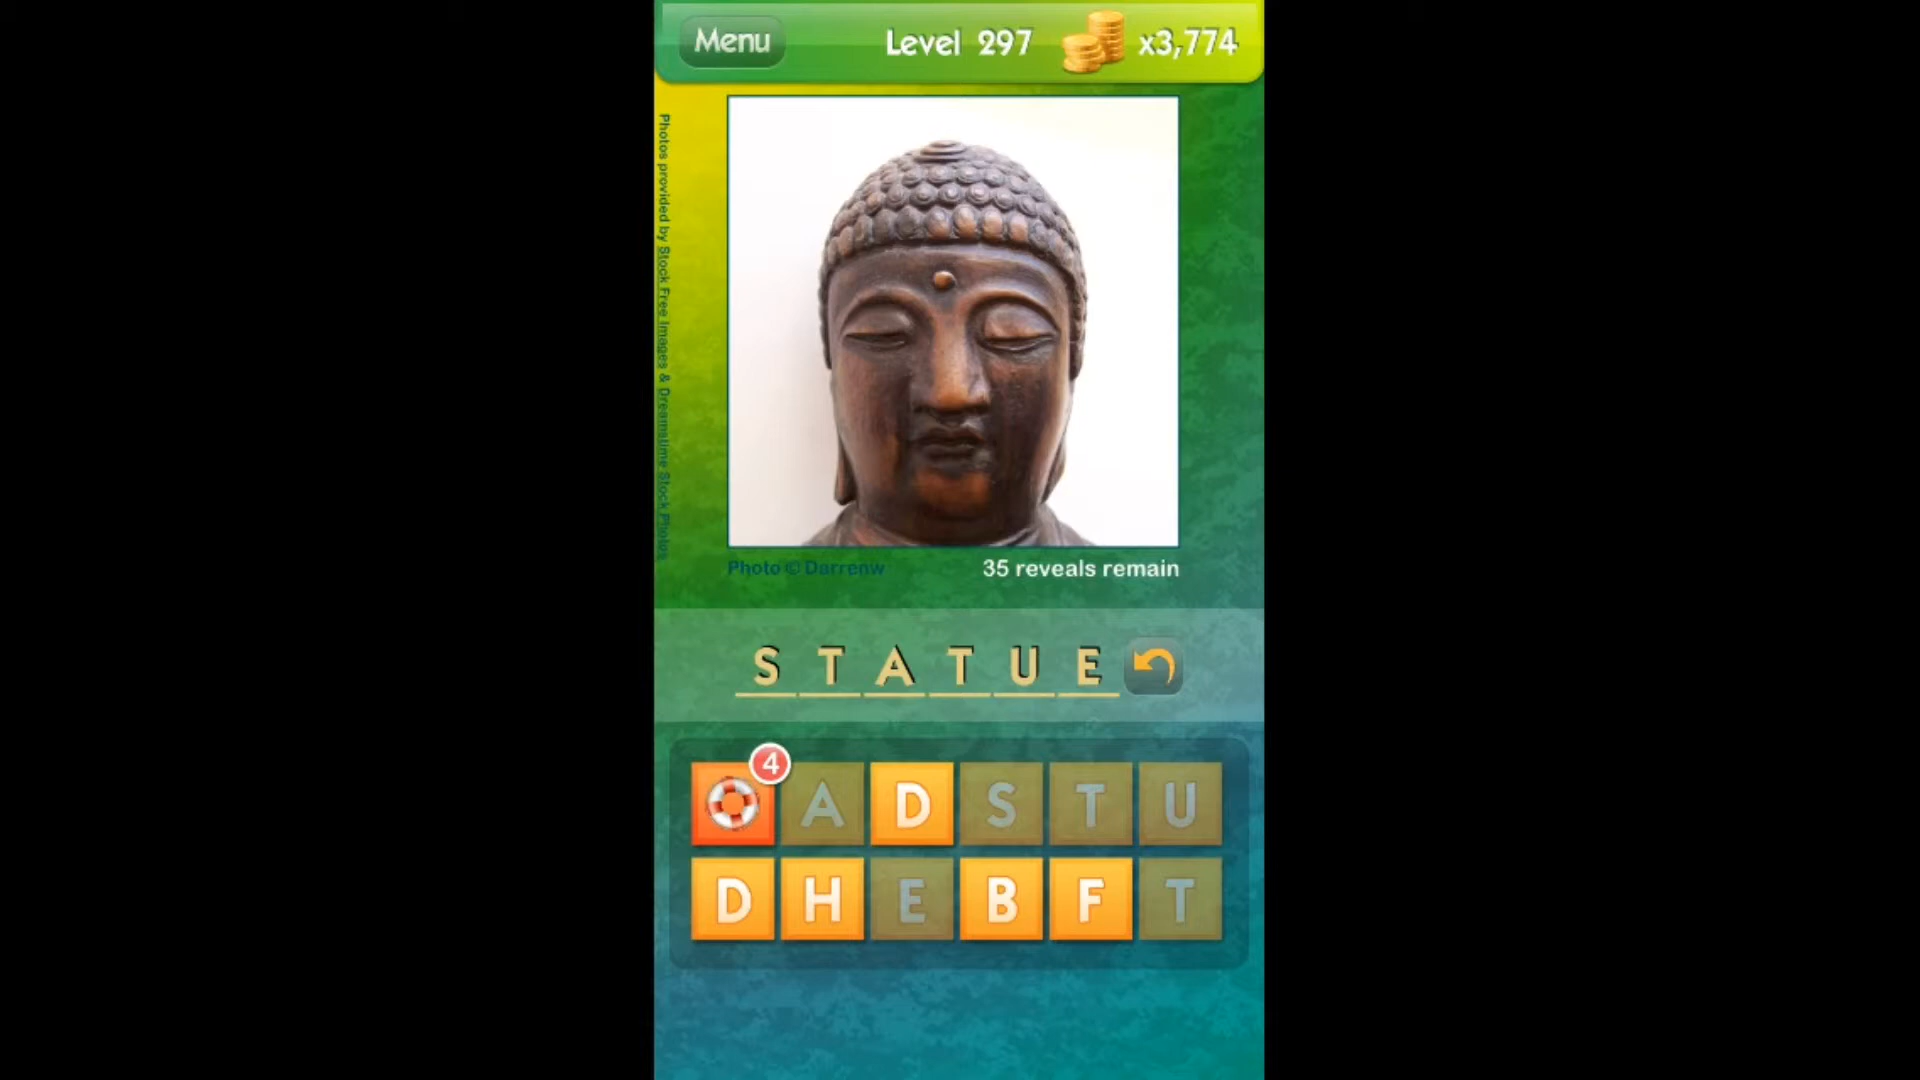 Menu Level 297 x3,774
Photos provided by Stock Free Images & Dreamstime Stock Photos
Photo © Darrenw 35 reveals remain
S T A T U E
4
A D S T U
D H E B F T